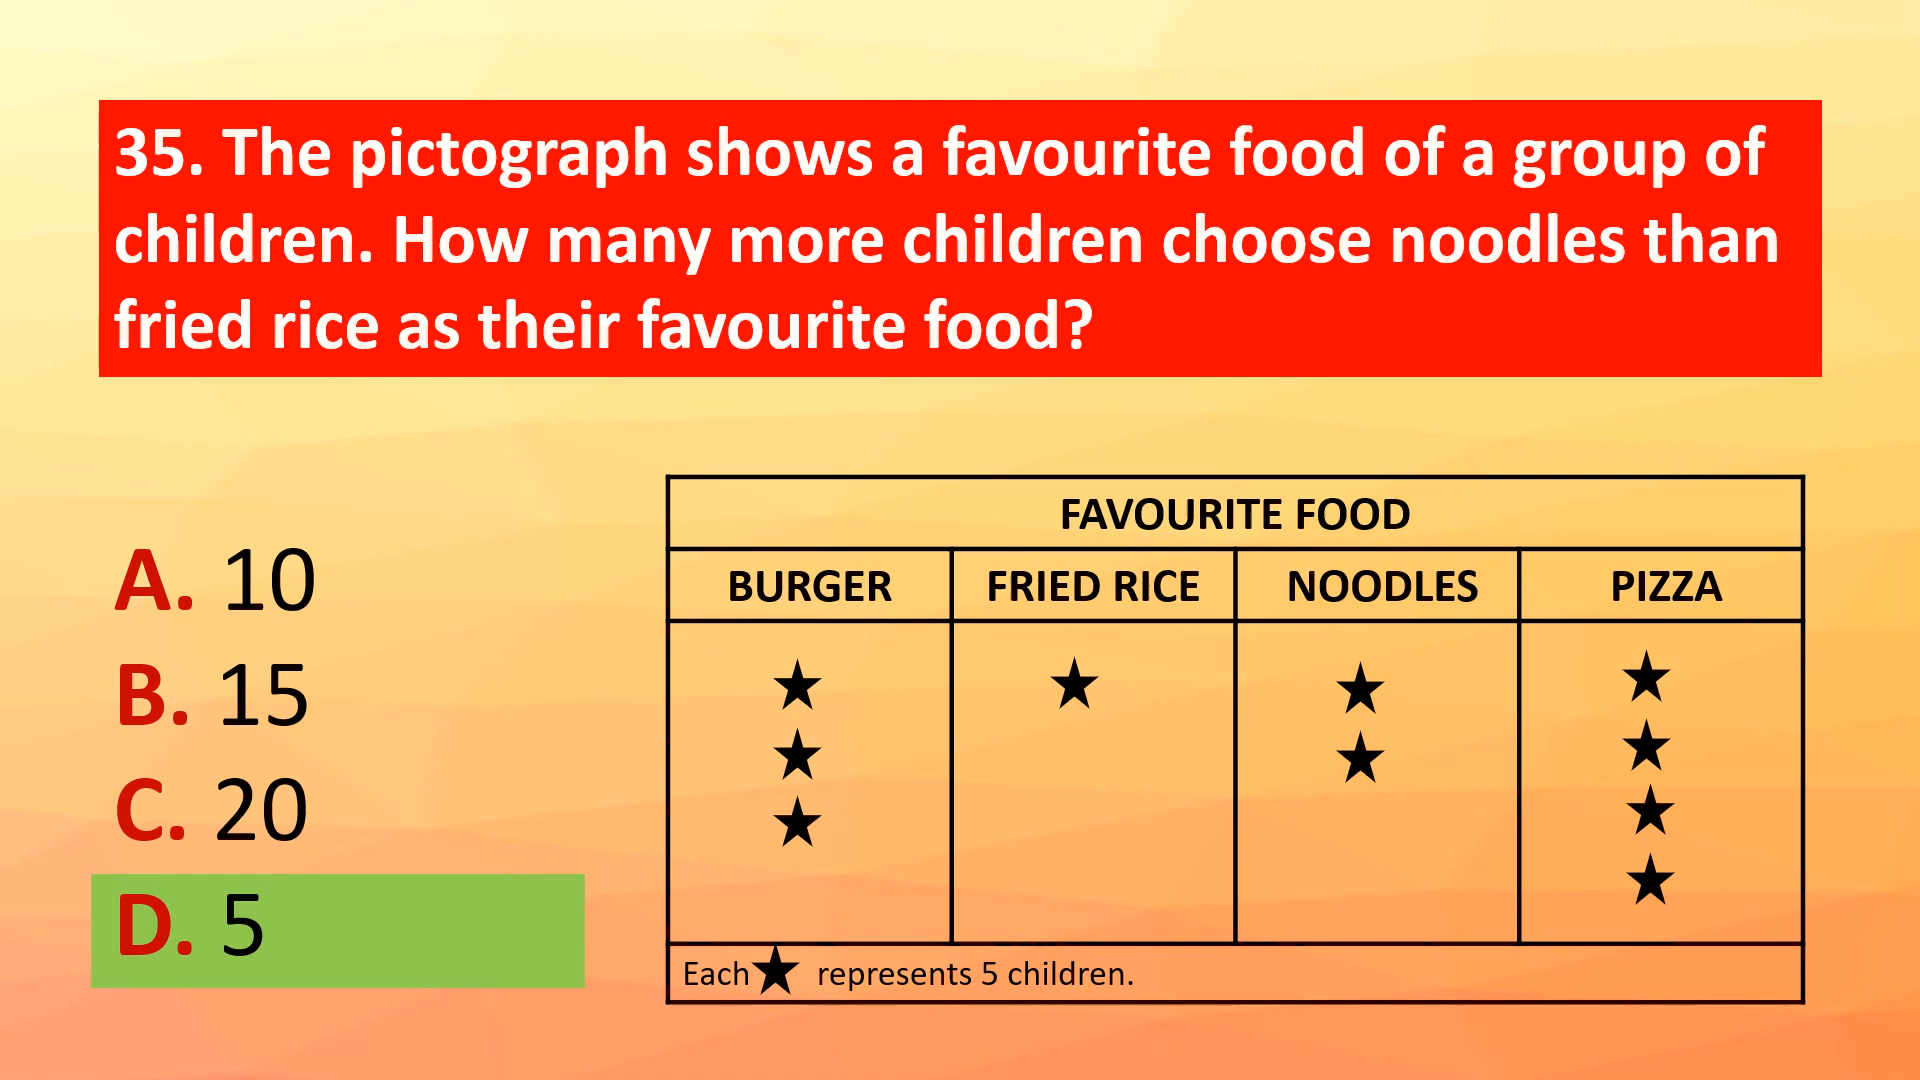 35. The pictograph shows a favourite food of a group of
children. How many more children choose noodles than
fried rice as their favourite food?
A. 10
B. 15
C. 20
D. 5
FAVOURITE FOOD
BURGER FRIED RICE NOODLES PIZZA
Each ★ represents 5 children.